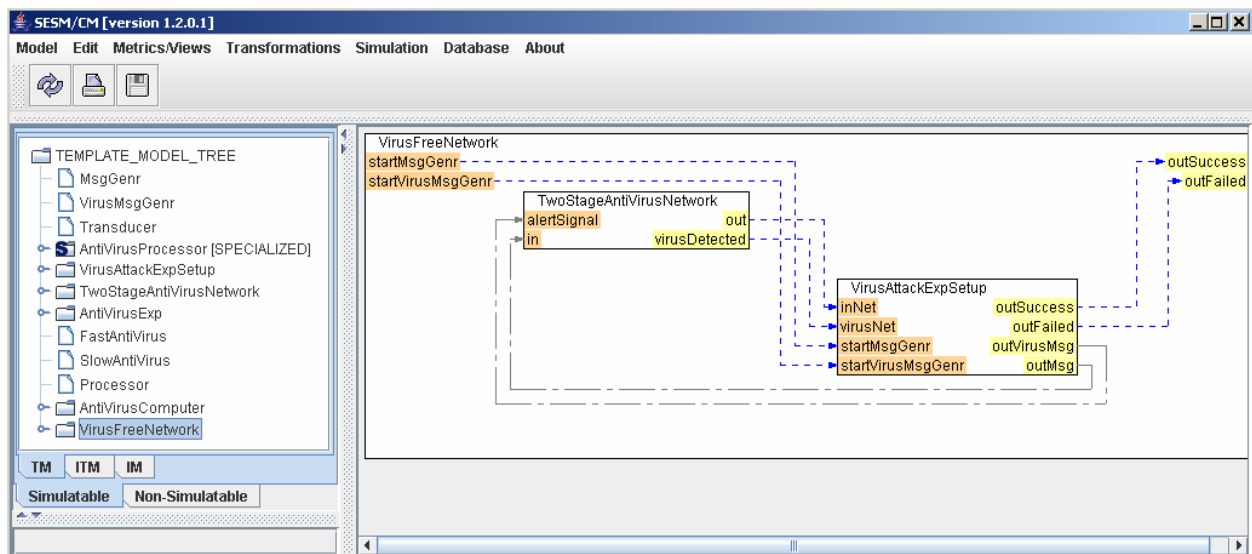 SESM/CM [version 1.2.0.1]
Model Edit Metrics/Views Transformations Simulation Database About
TEMPLATE_MODEL_TREE
MsgGenr
VirusMsgGenr
Transducer
S AntiVirusProcessor [SPECIALIZED]
VirusAttackExpSetup
TwoStageAntiVirusNetwork
AntiVirusExp
FastAntiVirus
SlowAntiVirus
Processor
AntiVirusComputer
VirusFreeNetwork
TM ITM IM
Simulatable Non-Simulatable
VirusFreeNetwork
startMsgGenr
startVirusMsgGenr
outSuccess
outFailed
TwoStageAntiVirusNetwork
alertSignal out
in virusDetected
VirusAttackExpSetup
inNet outSuccess
virusNet outFailed
startMsgGenr outVirusMsg
startVirusMsgGenr outMsg